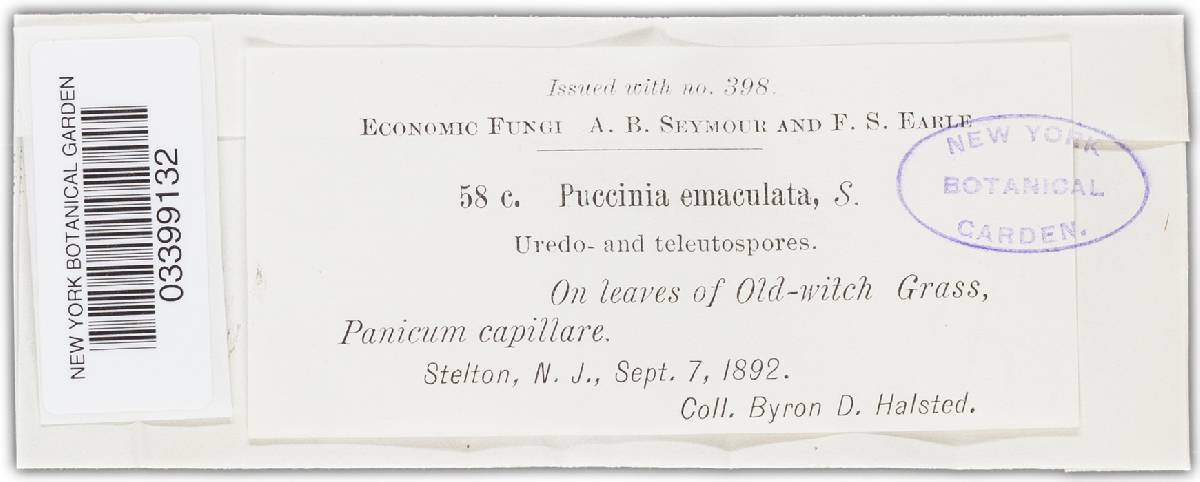 NEW YORK BOTANICAL GARDEN
03399132
Issued with no. 398.
ECONOMIC FUNGI A. B. SEYMOUR AND F. S. EARLE
58 c. Puccinia emaculata, S.
Uredo- and teleutospores.
On leaves of Old-witch Grass,
Panicum capillare.
Stelton, N. J., Sept. 7, 1892.
Coll. Byron D. Halsted.
NEW YORK
BOTANICAL
GARDEN.